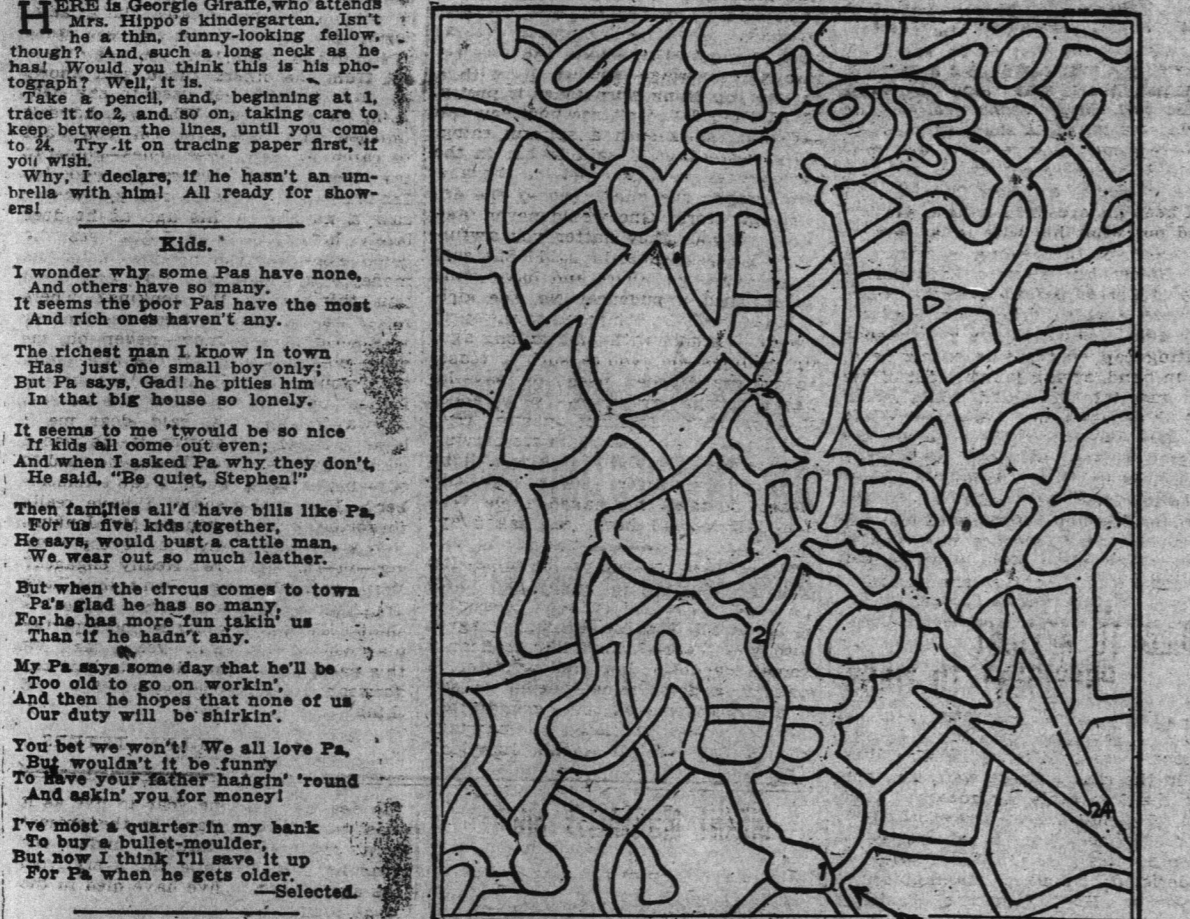 HERE is Georgie Giraffe, who attends
Mrs. Hippo's kindergarten. Isn't
he a thin, funny-looking fellow,
though? And such a long neck as he
has! Would you think this is his pho-
tograph? Well, it is.
Take a pencil, and, beginning at 1,
trace it to 2, and so on, taking care to
keep between the lines, until you come
to 24. Try it on tracing paper first, if
you wish.
Why, I declare, if he hasn't an um-
brella with him! All ready for show-
ers!
Kids.
I wonder why some Pas have none,
And others have so many.
It seems the poor Pas have the most
And rich ones haven't any.
The richest man I know in town
Has just one small boy only;
But Pa says, Gad! he pities him
In that big house so lonely.
It seems to me 'twould be so nice
If kids all come out even;
And when I asked Pa why they don't,
He said, "Be quiet, Stephen!"
Then families all'd have bills like Pa,
For us five kids together,
He says, would bust a cattle man,
We wear out so much leather.
But when the circus comes to town
Pa's glad he has so many,
For he has more fun takin' us
Than if he hadn't any.
My Pa says some day that he'll be
Too old to go on workin',
And then he hopes that none of us
Our duty will be shirkin'.
You bet we won't! We all love Pa,
But wouldn't it be funny
To have your father hangin' 'round
And askin' you for money!
I've most a quarter in my bank
To buy a bullet-moulder,
But now I think I'll save it up
For Pa when he gets older.
—Selected.
2
24
1